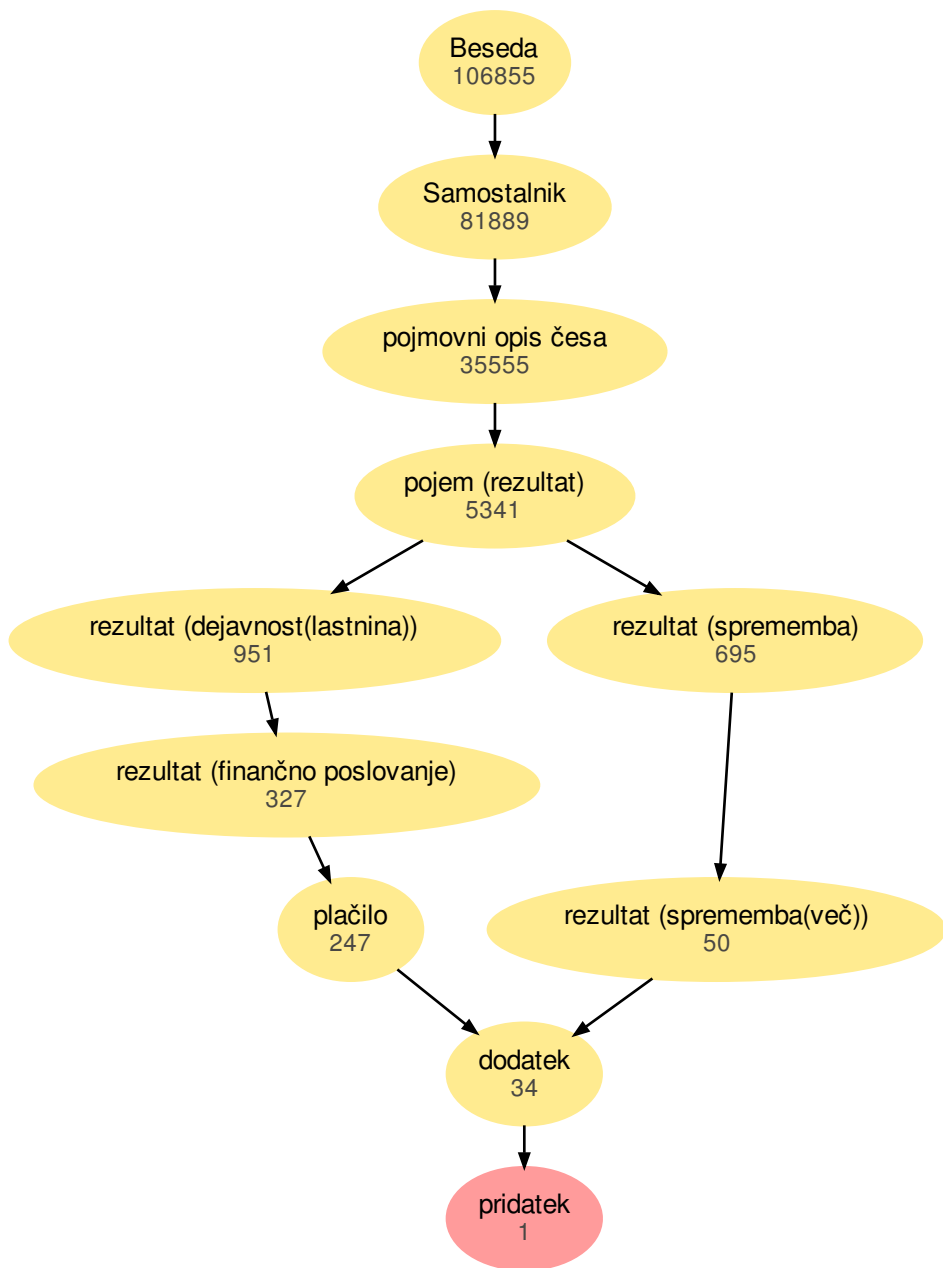 Beseda
106855
Samostalnik
81889
pojmovni opis česa
35555
pojem (rezultat)
5341
rezultat (dejavnost(lastnina))
951
rezultat (sprememba)
695
rezultat (finančno poslovanje)
327
plačilo
247
rezultat (sprememba(več))
50
dodatek
34
pridatek
1